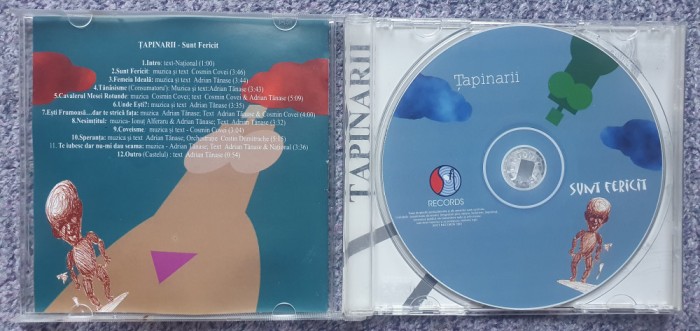 ȚAPINARII - Sunt Fericit
1.Intro: text-Național (1:00)
2.Sunt Fericit: muzica și text Cosmin Covei (3:46)
3.Femeia Ideală: muzica și text Adrian Tănase (3:44)
4.Tănăsisme (Consumatoru'): Muzica și text:Adrian Tănase (3:43)
5.Cavalerul Mesei Rotunde: muzica Cosmin Covei; text Cosmin Covei & Adrian Tănase (5:09)
6.Unde Ești?: muzica și text Adrian Tănase (3:35)
7.Ești Frumoasă....dar te strică fața: muzica Adrian Tănase; Text Adrian Tănase & Cosmin Covei (4:00)
8.Nesimțitul: muzica- Ionuț Alforunu & Adrian Tănase; Text Adrian Tănase (3:32)
9.Coveisme: muzica și text - Cosmin Covei (3:04)
10.Speranța: muzica și text Adrian Tănase, Orchestrație Costin Dumitrache
11. Te iubesc dar nu-mi dau seama: muzica - Adrian Tănase; Text Adrian Tănase & Național (3:36)
12.Outro (Castelul) : text Adrian Tănase (0:54)
ȚAPINARII
Țapinarii
RECORDS
SUNT FERICIT